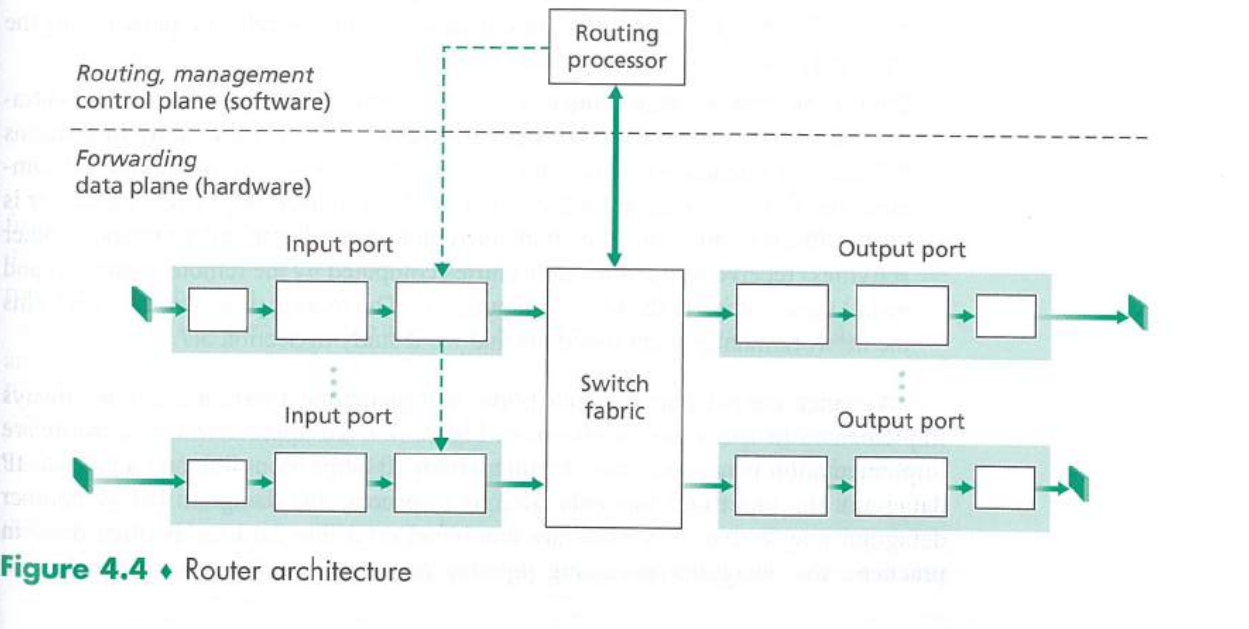 Routing
processor
Routing, management
control plane (software)
Forwarding
data plane (hardware)
Input port
Output port
Switch
fabric
Input port
Output port
Figure 4.4 ♦ Router architecture